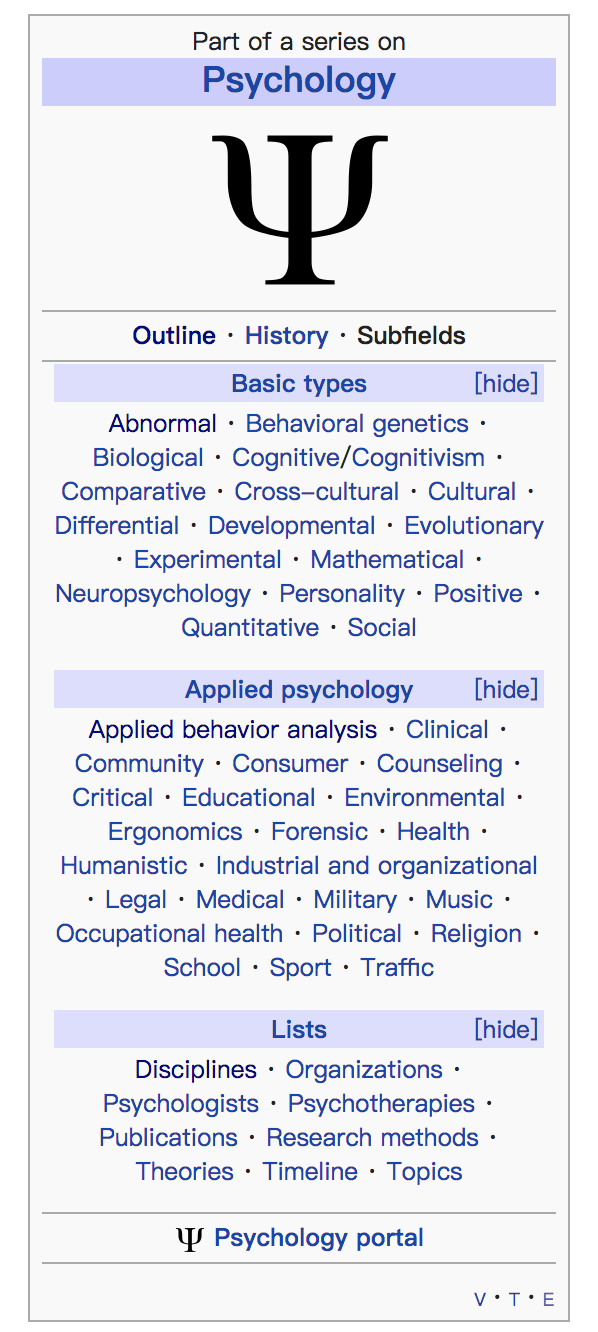 Part of a series on
Psychology
Ψ
Outline · History · Subfields
Basic types [hide]
Abnormal · Behavioral genetics ·
Biological · Cognitive/Cognitivism ·
Comparative · Cross-cultural · Cultural ·
Differential · Developmental · Evolutionary
· Experimental · Mathematical ·
Neuropsychology · Personality · Positive ·
Quantitative · Social
Applied psychology [hide]
Applied behavior analysis · Clinical ·
Community · Consumer · Counseling ·
Critical · Educational · Environmental ·
Ergonomics · Forensic · Health ·
Humanistic · Industrial and organizational
· Legal · Medical · Military · Music ·
Occupational health · Political · Religion ·
School · Sport · Traffic
Lists [hide]
Disciplines · Organizations ·
Psychologists · Psychotherapies ·
Publications · Research methods ·
Theories · Timeline · Topics
Ψ Psychology portal
V · T · E